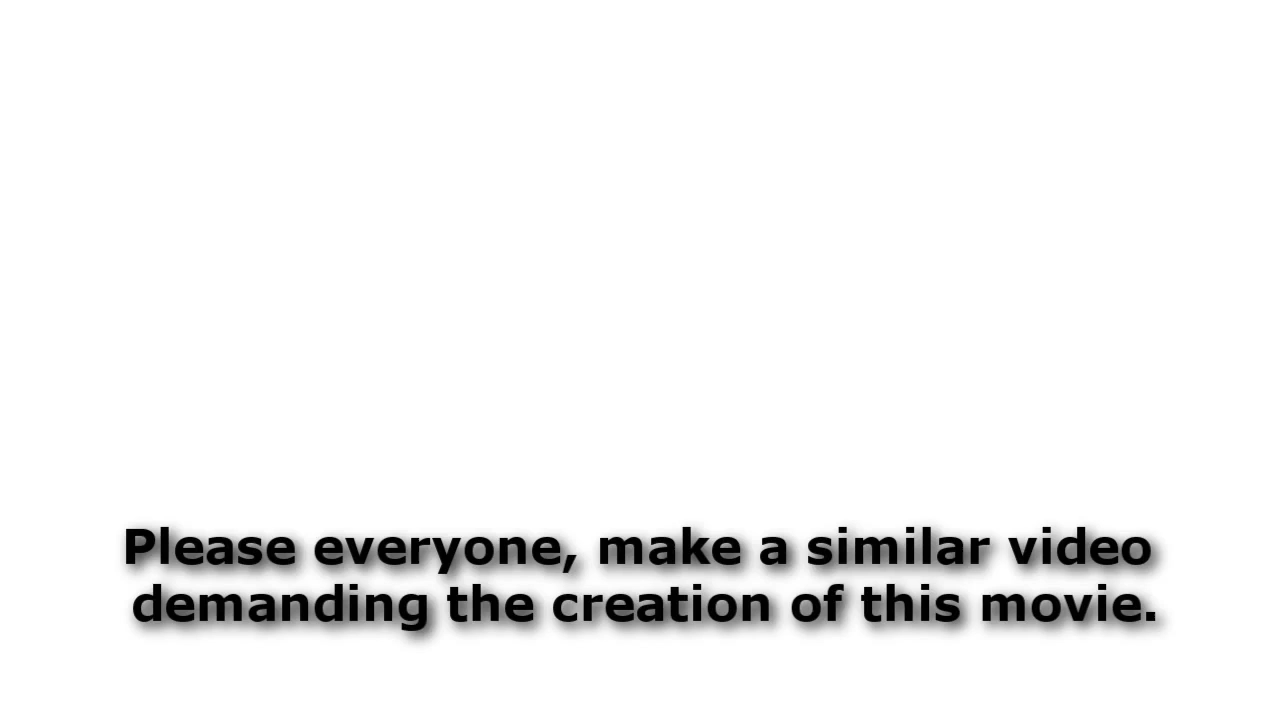 Please everyone, make a similar video
demanding the creation of this movie.